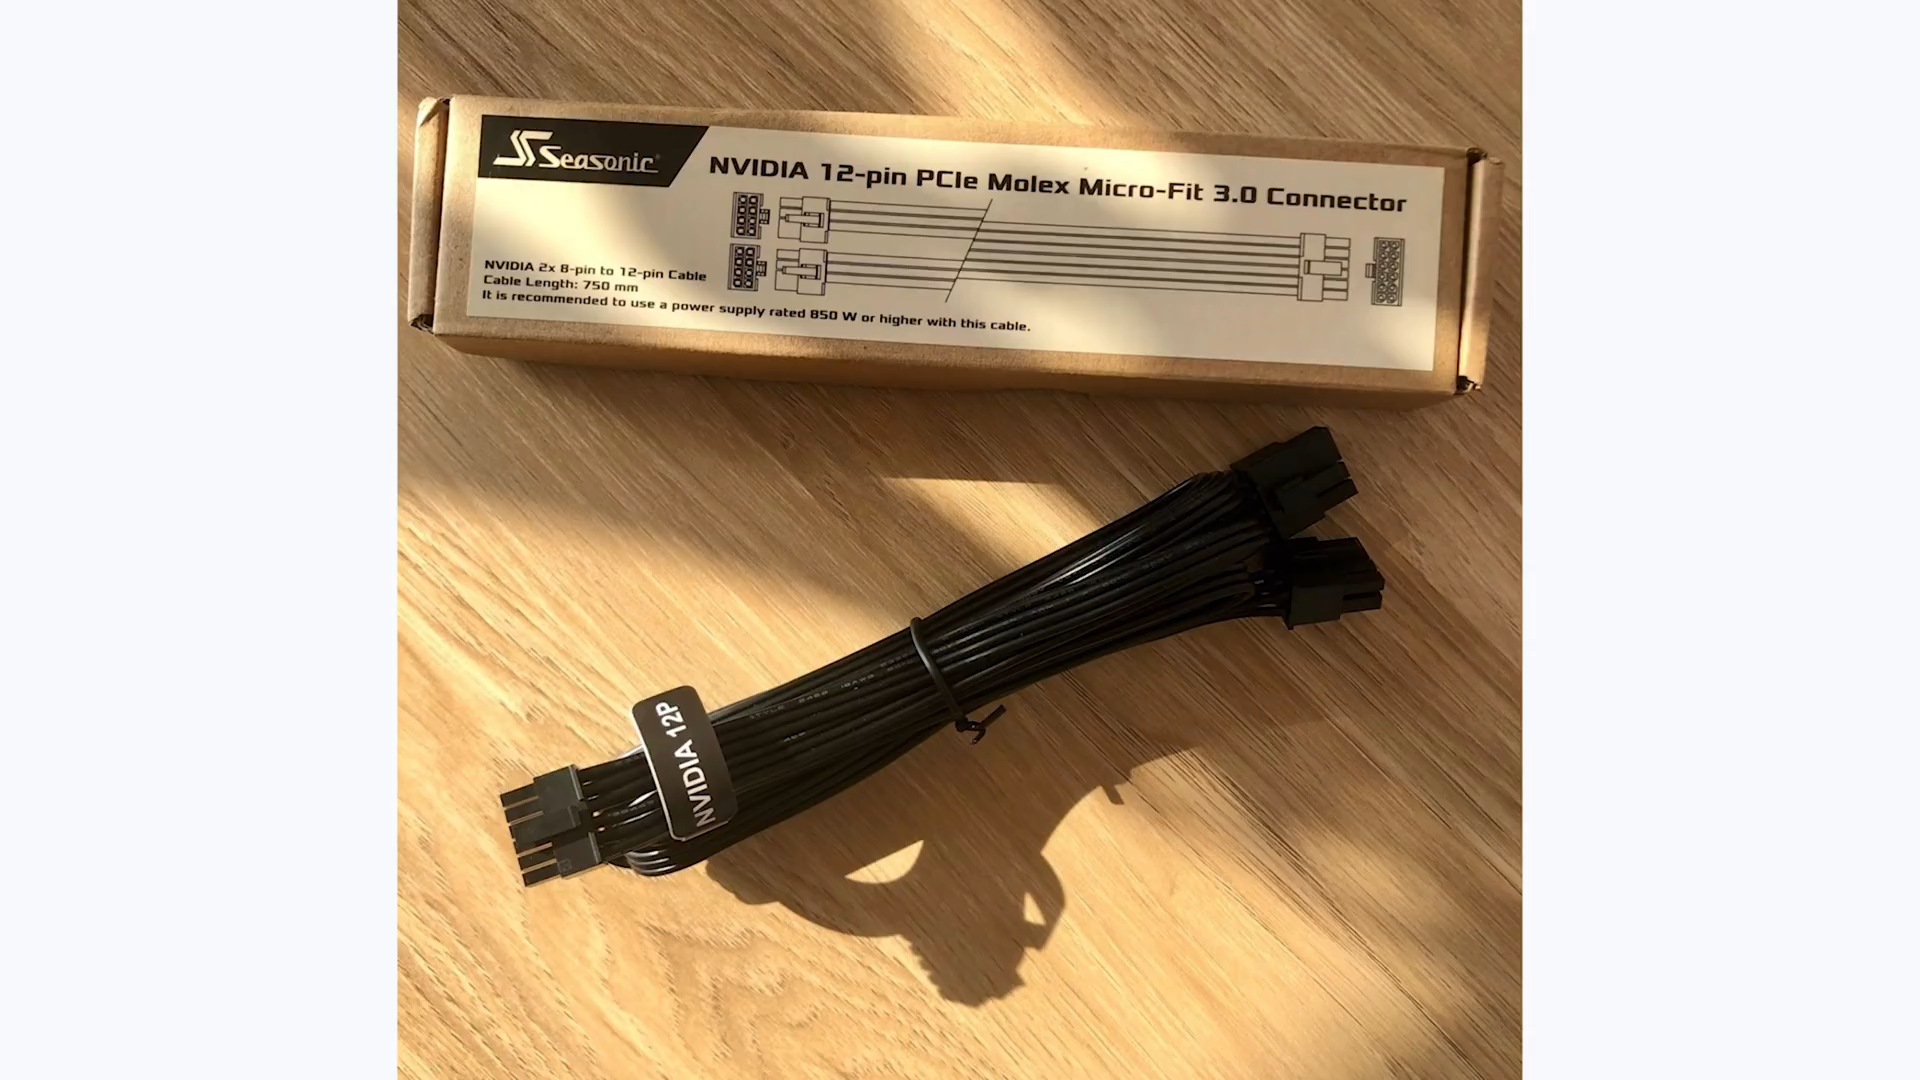 Seasonic
NVIDIA 12-pin PCIe Molex Micro-Fit 3.0 Connector
NVIDIA 2x 8-pin to 12-pin Cable
Cable Length: 750 mm
It is recommended to use a power supply rated 850 W or higher with this cable.
NVIDIA 12P